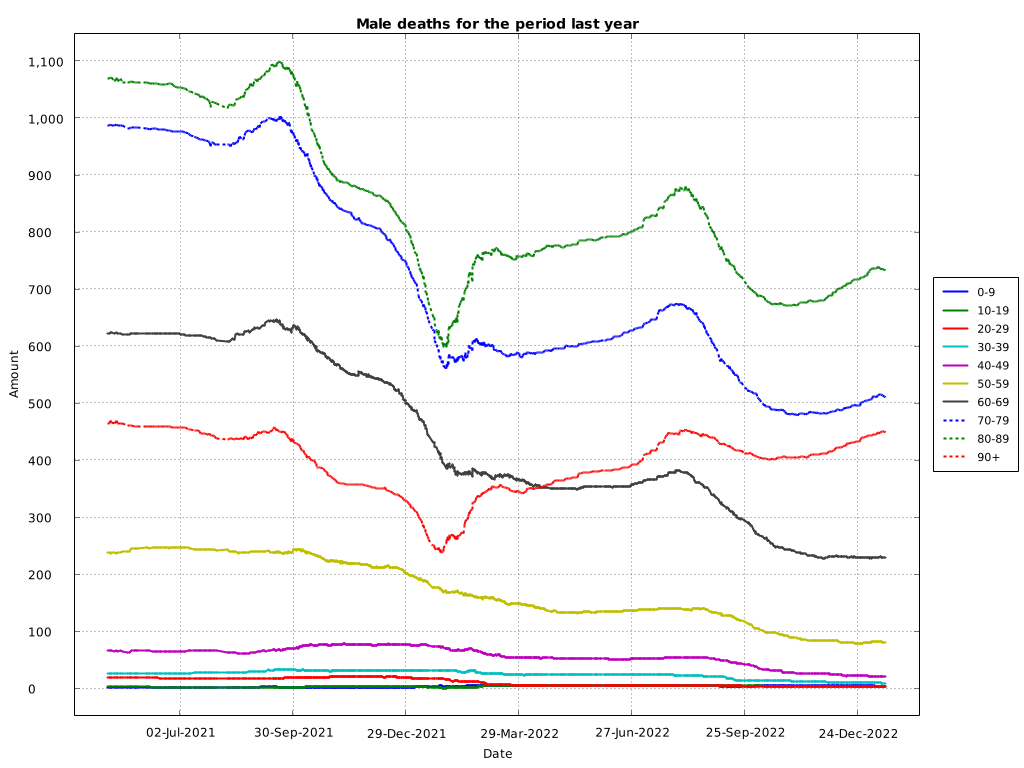 Male deaths for the period last year
1,100
1,000
900
800
700
600
500
400
300
200
100
0
Amount
02-Jul-2021
30-Sep-2021
29-Dec-2021
29-Mar-2022
27-Jun-2022
25-Sep-2022
24-Dec-2022
Date
0-9
10-19
20-29
30-39
40-49
50-59
60-69
70-79
80-89
90+